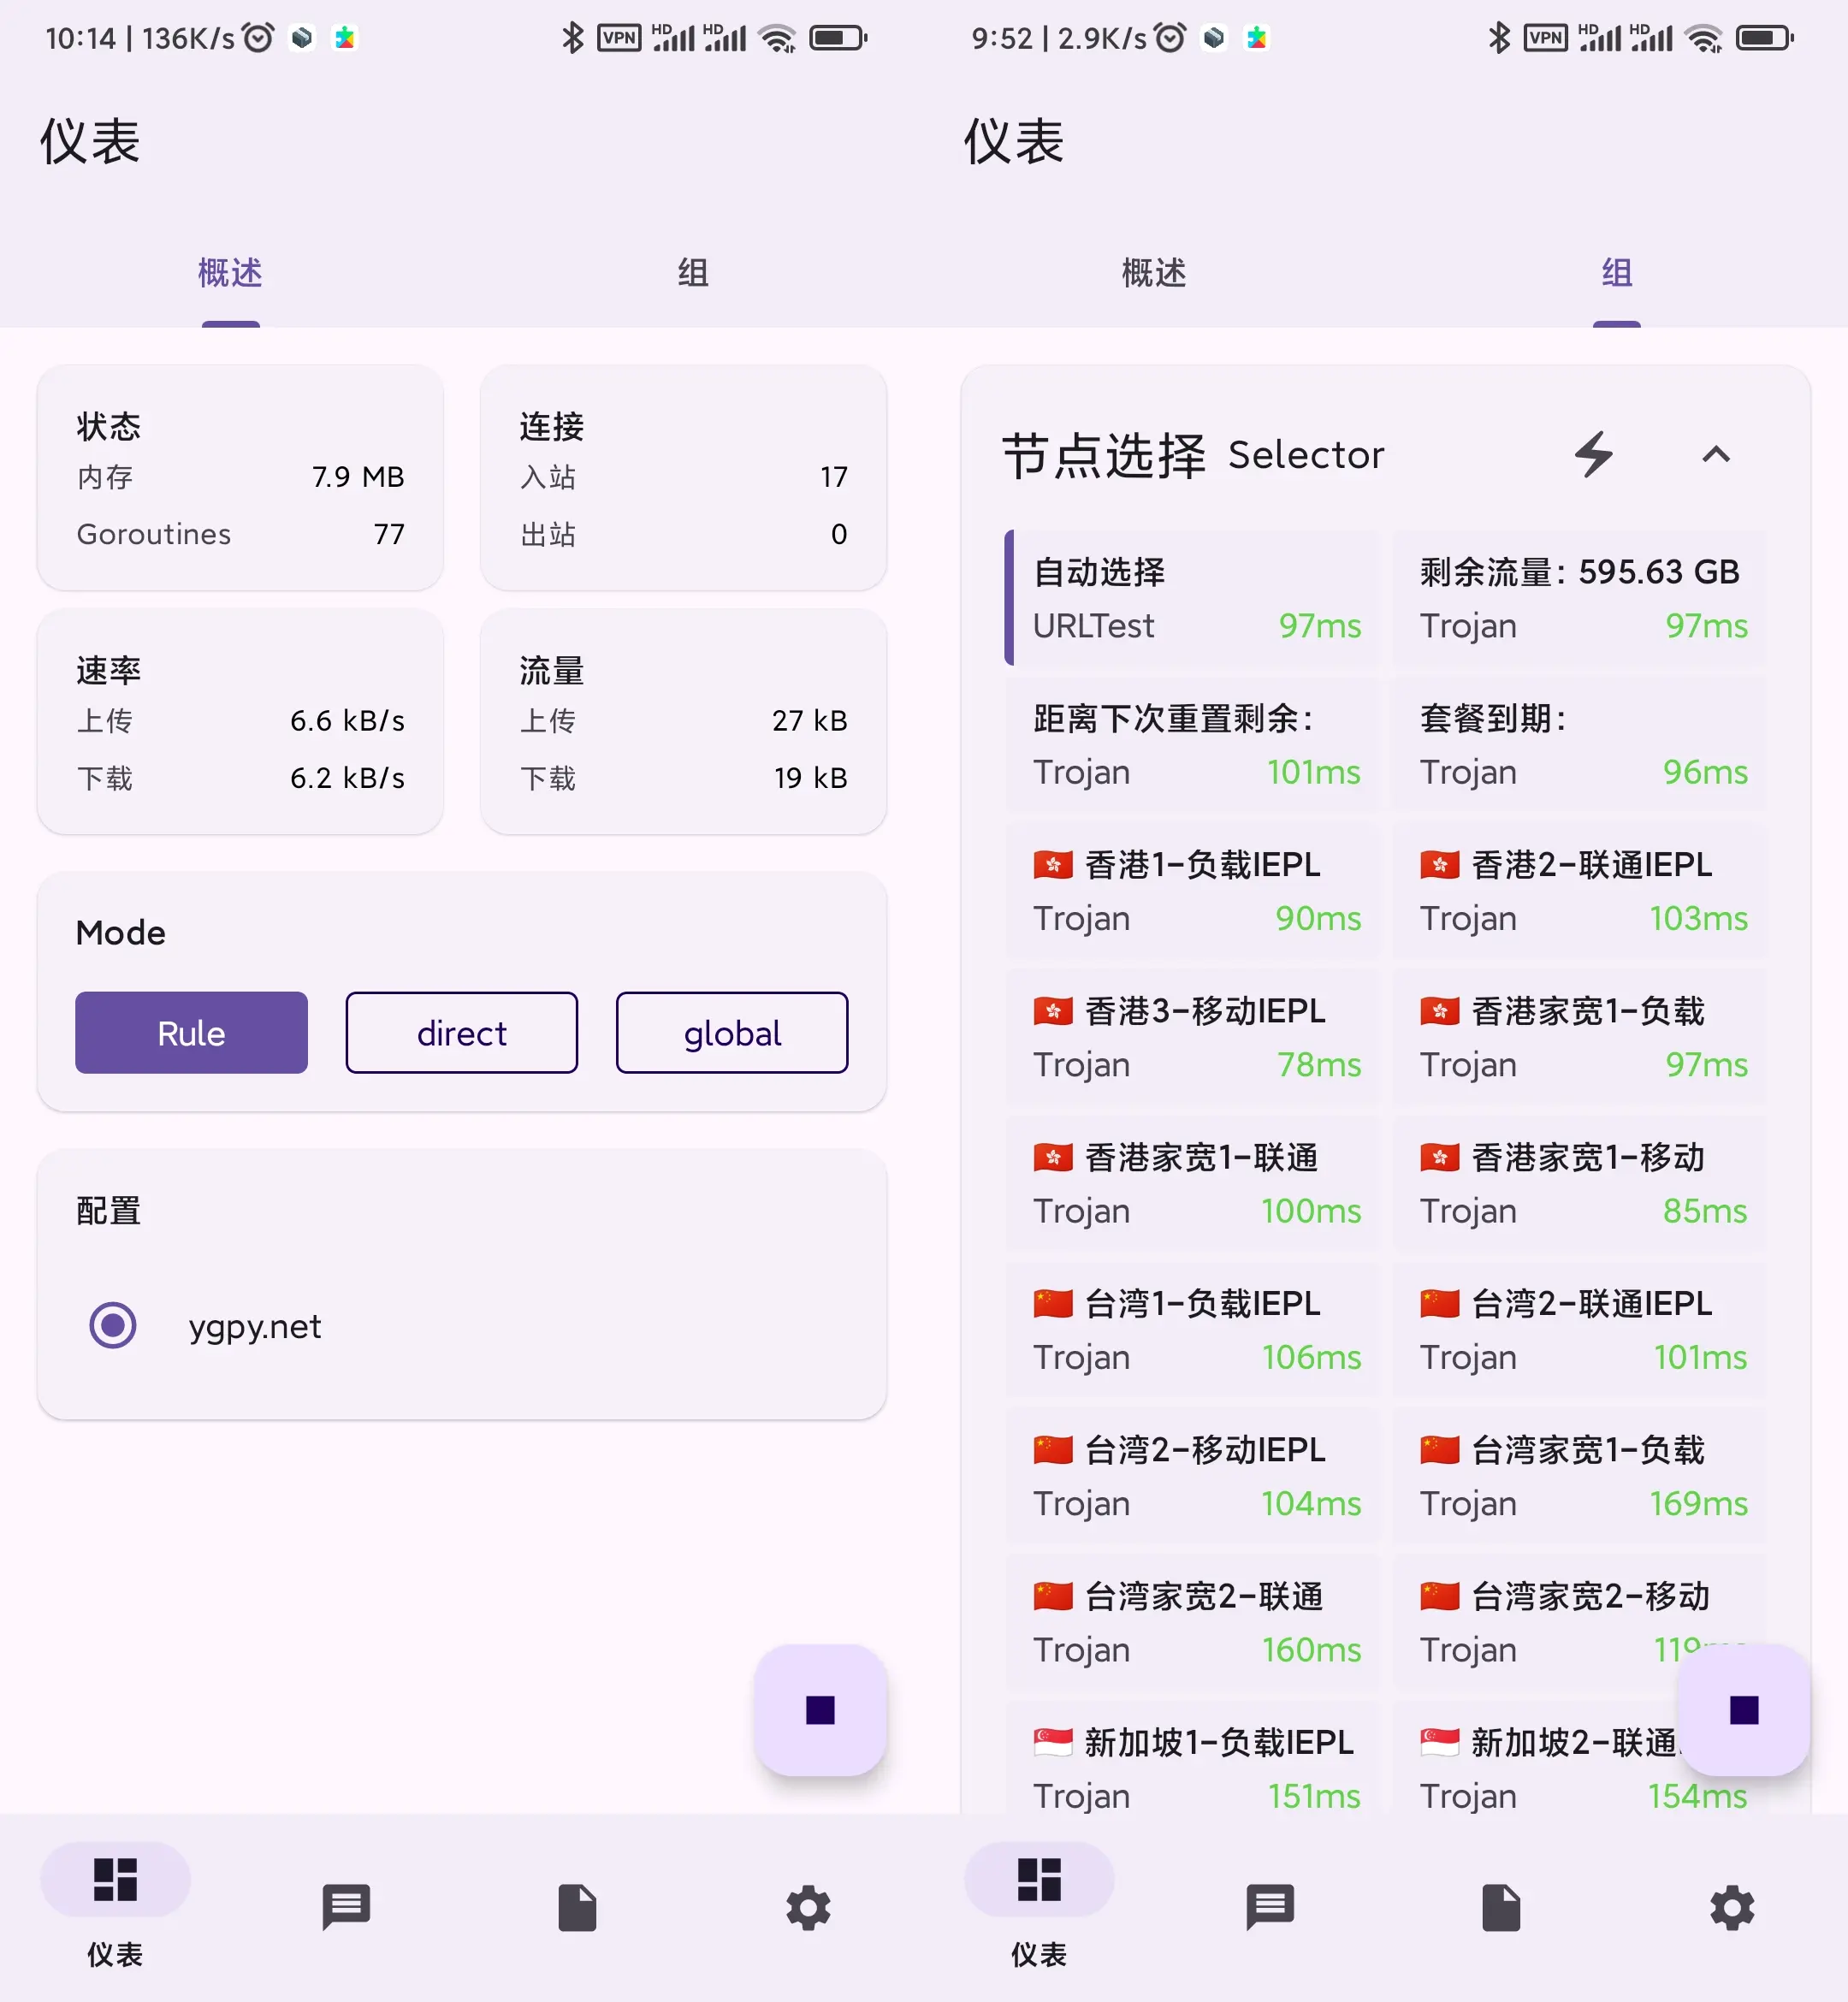 10:14 | 136K/s
VPN HD HD
仪表
概述 组
状态
内存 7.9 MB
Goroutines 77
连接
入站 17
出站 0
速率
上传 6.6 kB/s
下载 6.2 kB/s
流量
上传 27 kB
下载 19 kB
Mode
Rule direct global
配置
ygpy.net
仪表
9:52 | 2.9K/s
VPN HD HD
仪表
概述 组
节点选择 Selector
自动选择
URLTest 97ms
剩余流量：595.63 GB
Trojan 97ms
距离下次重置剩余：
Trojan 101ms
套餐到期：
Trojan 96ms
香港1-负载IEPL
Trojan 90ms
香港2-联通IEPL
Trojan 103ms
香港3-移动IEPL
Trojan 78ms
香港家宽1-负载
Trojan 97ms
香港家宽1-联通
Trojan 100ms
香港家宽1-移动
Trojan 85ms
台湾1-负载IEPL
Trojan 106ms
台湾2-联通IEPL
Trojan 101ms
台湾2-移动IEPL
Trojan 104ms
台湾家宽1-负载
Trojan 169ms
台湾家宽2-联通
Trojan 160ms
台湾家宽2-移动
Trojan 119ms
新加坡1-负载IEPL
Trojan 151ms
新加坡2-联通
Trojan 154ms
仪表